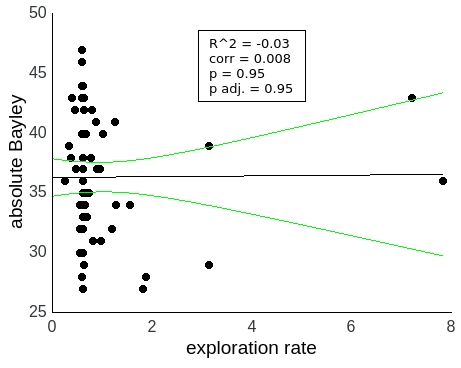 50
45
40
35
30
25
absolute Bayley
R^2 = -0.03
corr = 0.008
p = 0.95
p adj. = 0.95
0 2 4 6 8
exploration rate